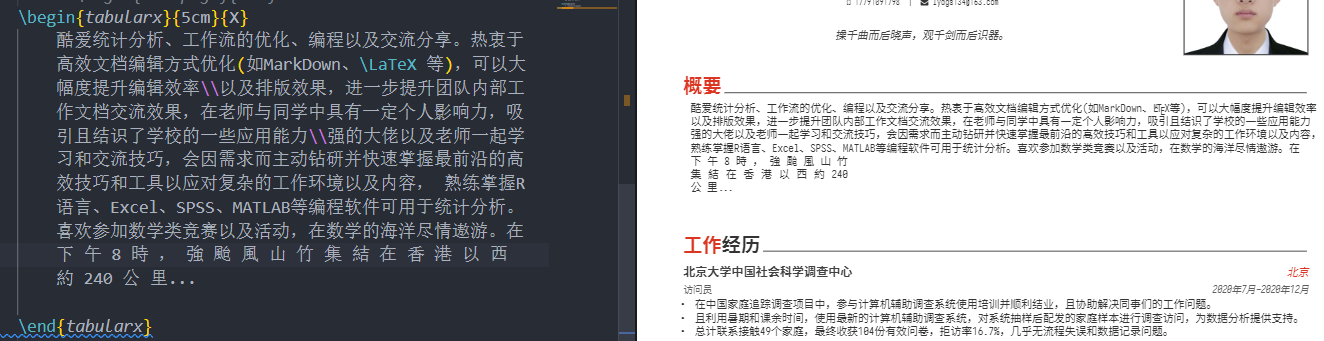 \begin{tabularx}{5cm}{X}
酷爱统计分析、工作流的优化、编程以及交流分享。热衷于
高效文档编辑方式优化(如MarkDown、\LaTeX 等)，可以大
幅度提升编辑效率\\以及排版效果，进一步提升团队内部工
作文档交流效果，在老师与同学中具有一定个人影响力，吸
引且结识了学校的一些应用能力\\强的大佬以及老师一起学
习和交流技巧，会因需求而主动钻研并快速掌握最前沿的高
效技巧和工具以应对复杂的工作环境以及内容， 熟练掌握R
语言、Excel、SPSS、MATLAB等编程软件可用于统计分析。
喜欢参加数学类竞赛以及活动，在数学的海洋尽情遨游。在
下 午 8 時 ， 強 颱 風 山 竹 集 結 在 香 港 以 西
約 240 公 里...
\end{tabularx}
操千曲而后晓声，观千剑而后识器。
概要
酷爱统计分析、工作流的优化、编程以及交流分享。热衷于高效文档编辑方式优化(如MarkDown、LaTeX等)，可以大幅度提升编辑效率
以及排版效果，进一步提升团队内部工作文档交流效果，在老师与同学中具有一定个人影响力，吸引且结识了学校的一些应用能力
强的大佬以及老师一起学习和交流技巧，会因需求而主动钻研并快速掌握最前沿的高效技巧和工具以应对复杂的工作环境以及内容，
熟练掌握R语言、Excel、SPSS、MATLAB等编程软件可用于统计分析。喜欢参加数学类竞赛以及活动，在数学的海洋尽情遨游。在
下 午 8 時 ， 強 颱 風 山 竹
集 結 在 香 港 以 西 約 240
公 里...
工作经历
北京大学中国社会科学调查中心 北京
访问员 2020年7月-2020年12月
• 在中国家庭追踪调查项目中，参与计算机辅助调查系统使用培训并顺利结业，且协助解决同事们的工作问题。
• 且利用暑期和课余时间，使用最新的计算机辅助调查系统，对系统抽样后配发的家庭样本进行调查访问，为数据分析提供支持。
• 总计联系接触49个家庭，最终收获104份有效问卷，拒访率16.7%，几乎无流程失误和数据记录问题。